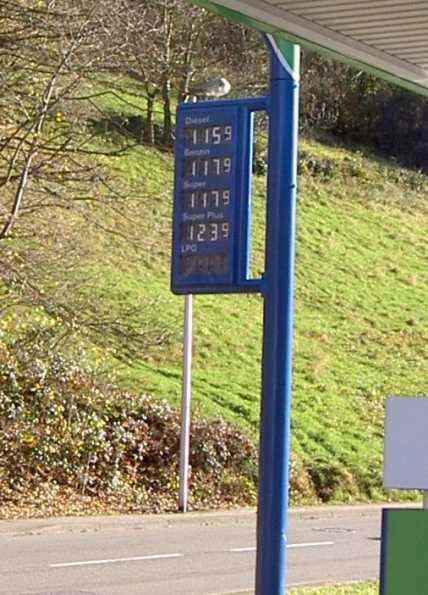 Diesel
1159
Benzin
1179
Super
1179
Super Plus
1239
LPG